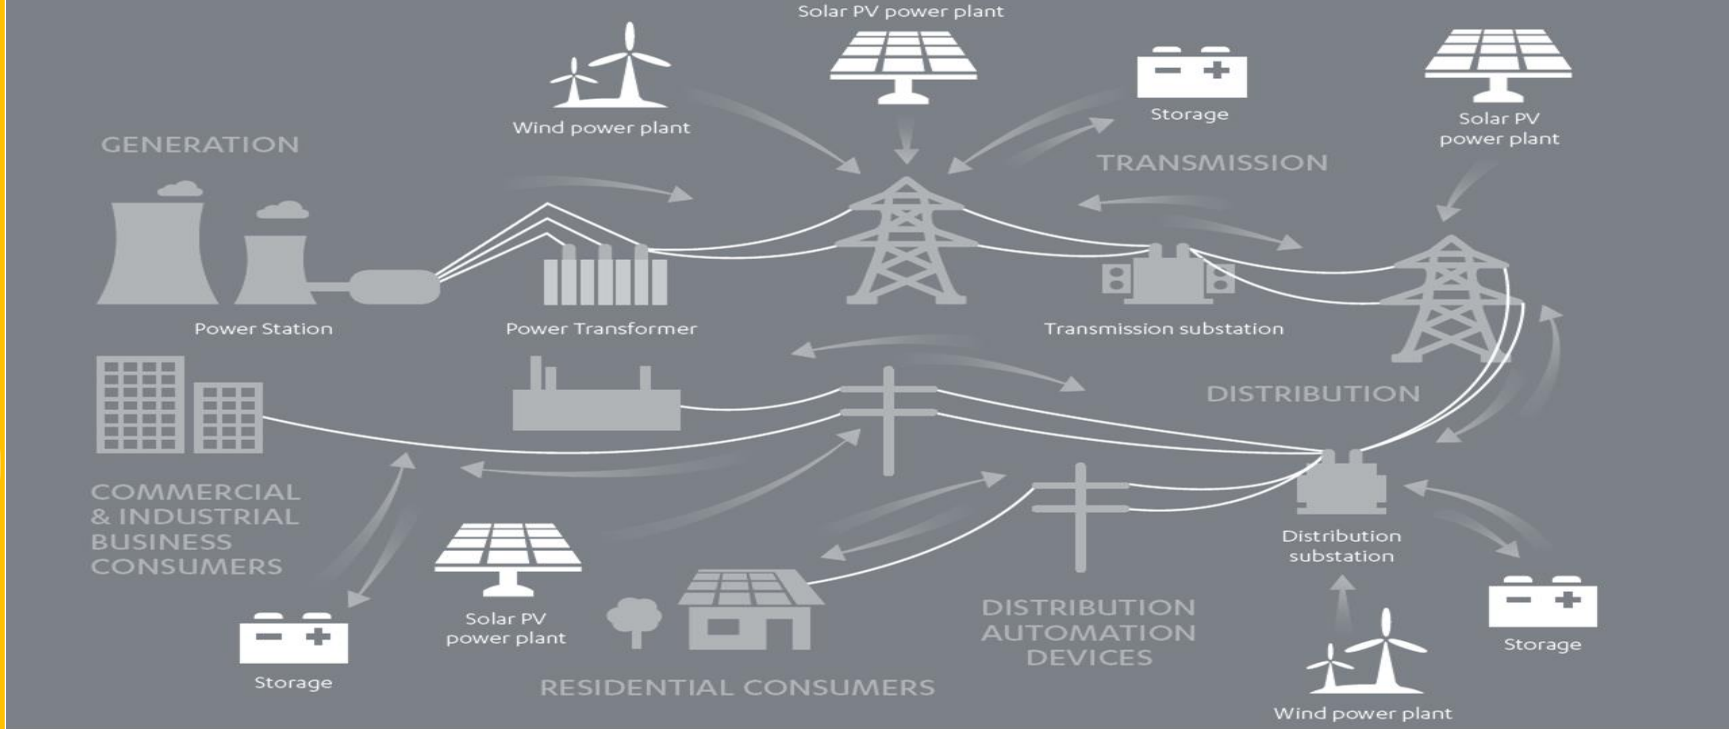 Solar PV power plant
Wind power plant
Storage
Solar PV
power plant
GENERATION
TRANSMISSION
Power Station
Power Transformer
Transmission substation
DISTRIBUTION
COMMERCIAL
& INDUSTRIAL
BUSINESS
CONSUMERS
Distribution
substation
Solar PV
power plant
DISTRIBUTION
AUTOMATION
DEVICES
Storage
Storage
RESIDENTIAL CONSUMERS
Wind power plant